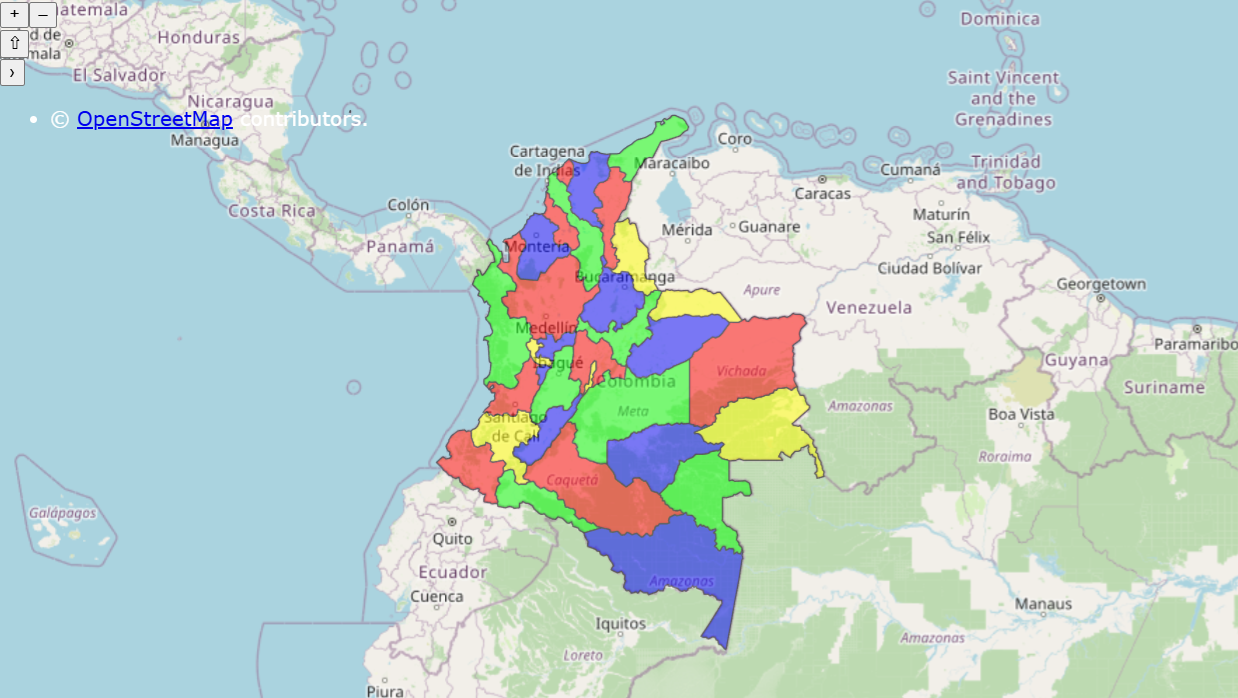 + –
⇧
›
Honduras
El Salvador
Nicaragua
Managua
© OpenStreetMap contributors.
Costa Rica
Colón
Panamá
Dominica
Saint Vincent
and the
Grenadines
Trinidad
and Tobago
Cartagena
de Indias
Maracaibo
Coro
Caracas
Cumaná
Maturín
San Félix
Ciudad Bolívar
Mérida
Guanare
Montería
Bucaramanga
Apure
Venezuela
Georgetown
Paramaribo
Guyana
Suriname
Medellín
Ibagué
Colombia
Vichada
Meta
Amazonas
Boa Vista
Roraima
Santiago
de Cali
Caquetá
Galápagos
Quito
Ecuador
Cuenca
Amazonas
Iquitos
Loreto
Manaus
Amazonas
Piura